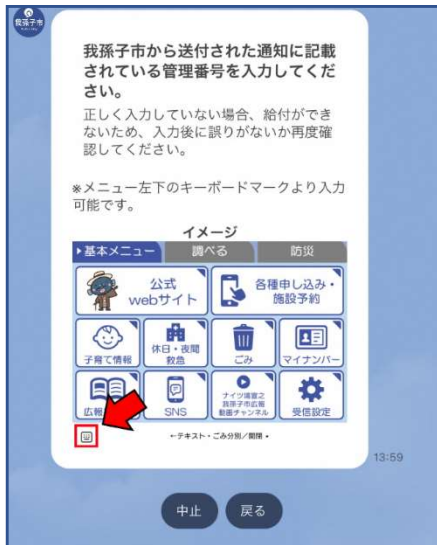 我孫子市
我孫子市から送付された通知に記載
されている管理番号を入力してくだ
さい。
正しく入力していない場合、給付ができ
ないため、入力後に誤りがないか再度確
認してください。
※メニュー左下のキーボードマークより入力
可能です。
イメージ
▶基本メニュー 調べる 防災
公式
webサイト
各種申し込み・
施設予約
子育て情報
休日・夜間
救急
ごみ
マイナンバー
広報
SNS
我孫子市広報
動画チャンネル
受信設定
←テキスト・ごみ分別／開閉▪
13:59
中止 戻る